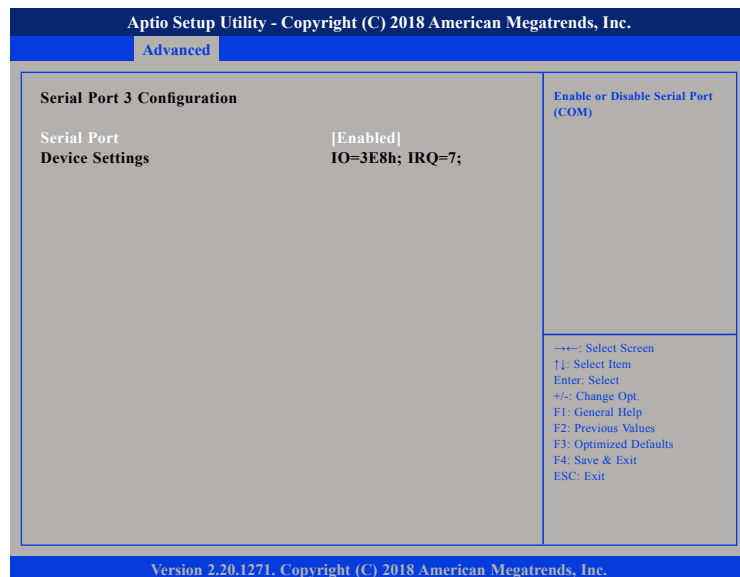 Aptio Setup Utility - Copyright (C) 2018 American Megatrends, Inc.
Advanced
Serial Port 3 Configuration
Serial Port [Enabled]
Device Settings IO=3E8h; IRQ=7;
Enable or Disable Serial Port
(COM)
→←: Select Screen
↑↓: Select Item
Enter: Select
+/-: Change Opt.
F1: General Help
F2: Previous Values
F3: Optimized Defaults
F4: Save & Exit
ESC: Exit
Version 2.20.1271. Copyright (C) 2018 American Megatrends, Inc.